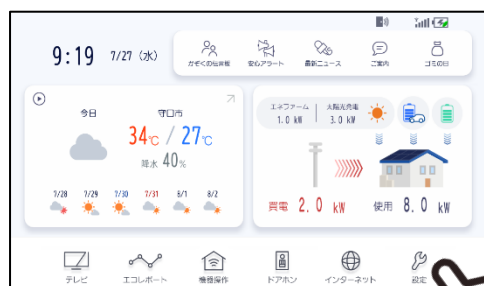 9:19 7/27 (水)
かぞくの伝言板 安心アラート 最新ニュース ご案内 ゴミの日
今日 守口市
34℃ / 27℃
降水 40%
7/28 7/29 7/30 7/31 8/1 8/2
エネファーム 1.0 kW
太陽光発電 3.0 kW
買電 2.0 kW 使用 8.0 kW
テレビ エコレポート 機器操作 ドアホン インターネット 設定